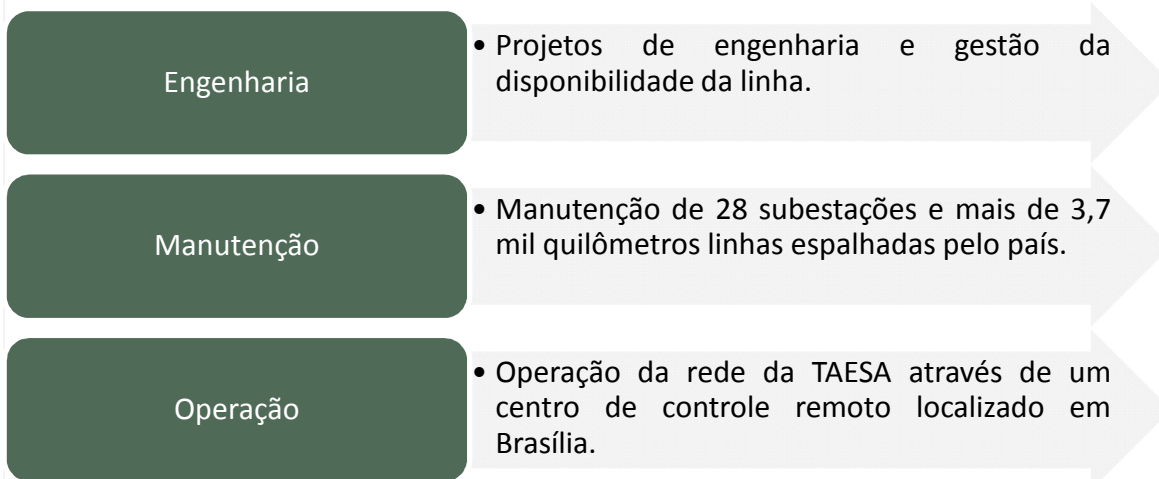 Engenharia
• Projetos de engenharia e gestão da
disponibilidade da linha.
Manutenção
• Manutenção de 28 subestações e mais de 3,7
mil quilômetros linhas espalhadas pelo país.
Operação
• Operação da rede da TAESA através de um
centro de controle remoto localizado em
Brasília.